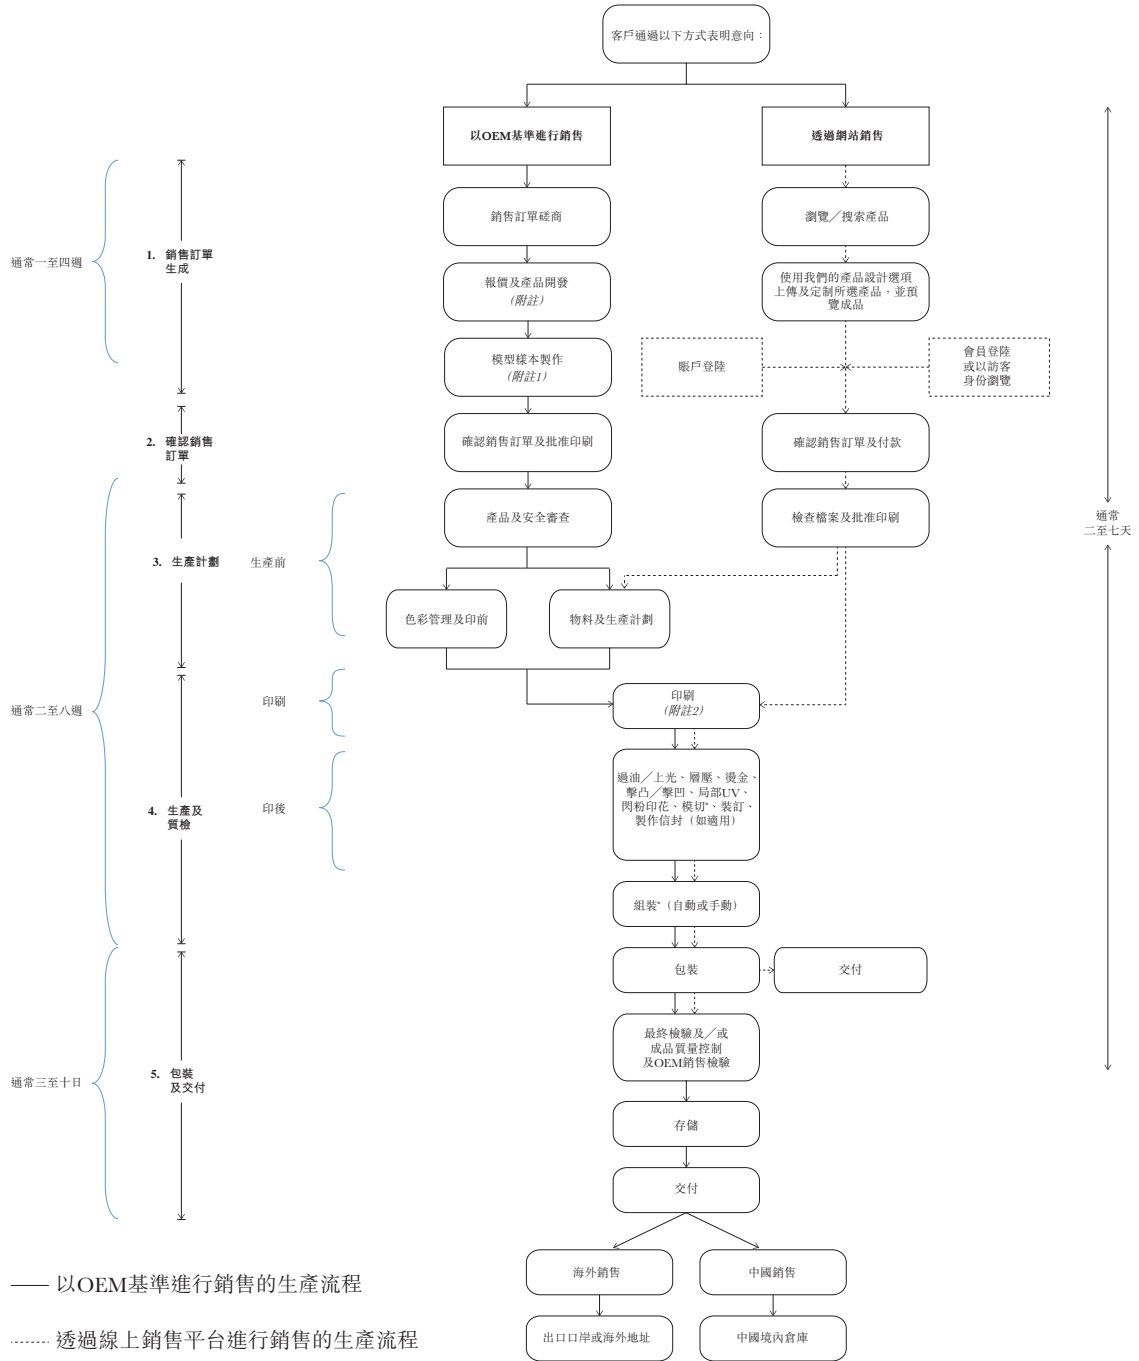 客戶通過以下方式表明意向：
以OEM基準進行銷售
透過網站銷售
銷售訂單磋商
瀏覽／搜索產品
通常一至四週
1. 銷售訂單
生成
報價及產品開發
(附註)
使用我們的產品設計選項
上傳及定制所選產品，並預
覽成品
模型樣本製作
(附註1)
賬戶登陸
會員登陸
或以訪客
身份瀏覽
2. 確認銷售
訂單
確認銷售訂單及批准印刷
確認銷售訂單及付款
產品及安全審查
檢查檔案及批准印刷
通常
二至七天
3. 生產計劃
生產前
色彩管理及印前
物料及生產計劃
通常二至八週
印刷
印刷
(附註2)
4. 生產及
質檢
印後
過油／上光、層壓、燙金、
擊凸／擊凹、局部UV、
閃粉印花、模切*、裝訂、
製作信封（如適用）
組裝*（自動或手動）
包裝
交付
最終檢驗及／或
成品質量控制
及OEM銷售檢驗
通常三至十日
5. 包裝
及交付
存儲
交付
海外銷售
中國銷售
以OEM基準進行銷售的生產流程
出口口岸或海外地址
中國境內倉庫
透過線上銷售平台進行銷售的生產流程